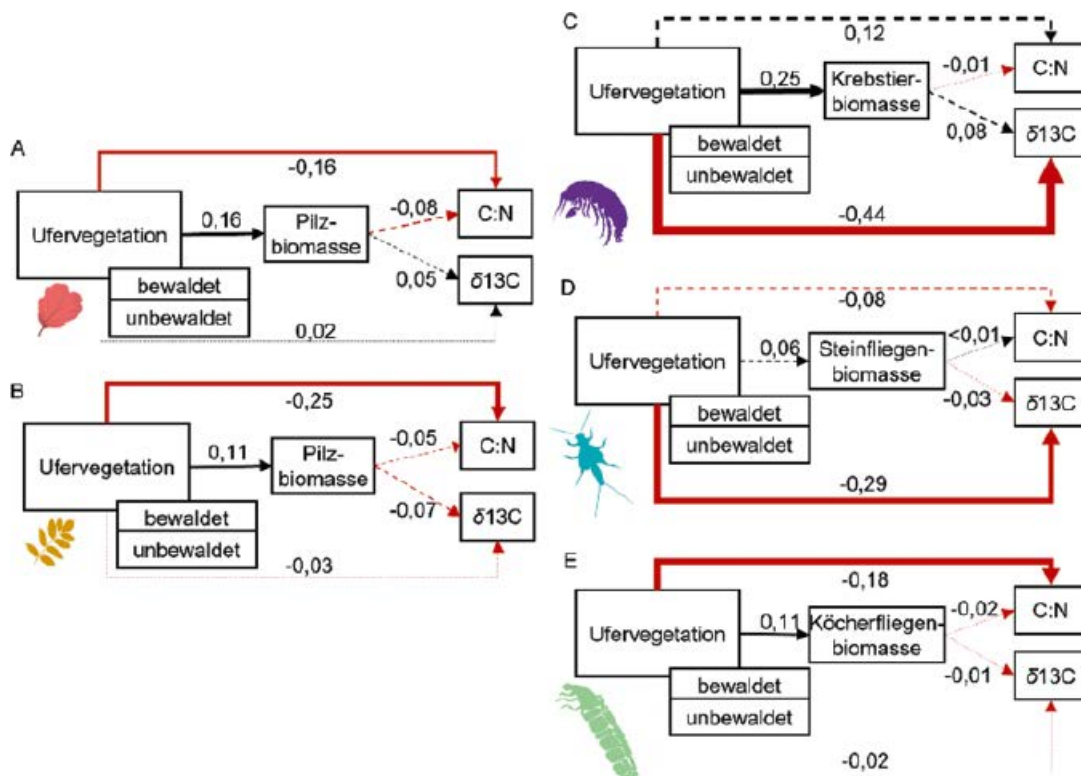 A
-0,16
Ufervegetation
0,16
Pilz-
biomasse
-0,08
C:N
0,05
δ13C
bewaldet
unbewaldet
0,02
B
-0,25
Ufervegetation
0,11
Pilz-
biomasse
-0,05
C:N
-0,07
δ13C
bewaldet
unbewaldet
-0,03
C
0,12
Ufervegetation
0,25
Krebstier-
biomasse
-0,01
C:N
0,08
δ13C
bewaldet
unbewaldet
-0,44
D
-0,08
Ufervegetation
0,06
Steinfliegen-
biomasse
<0,01
C:N
-0,03
δ13C
bewaldet
unbewaldet
-0,29
E
-0,18
Ufervegetation
0,11
Köcherfliegen-
biomasse
-0,02
C:N
-0,01
δ13C
bewaldet
unbewaldet
-0,02